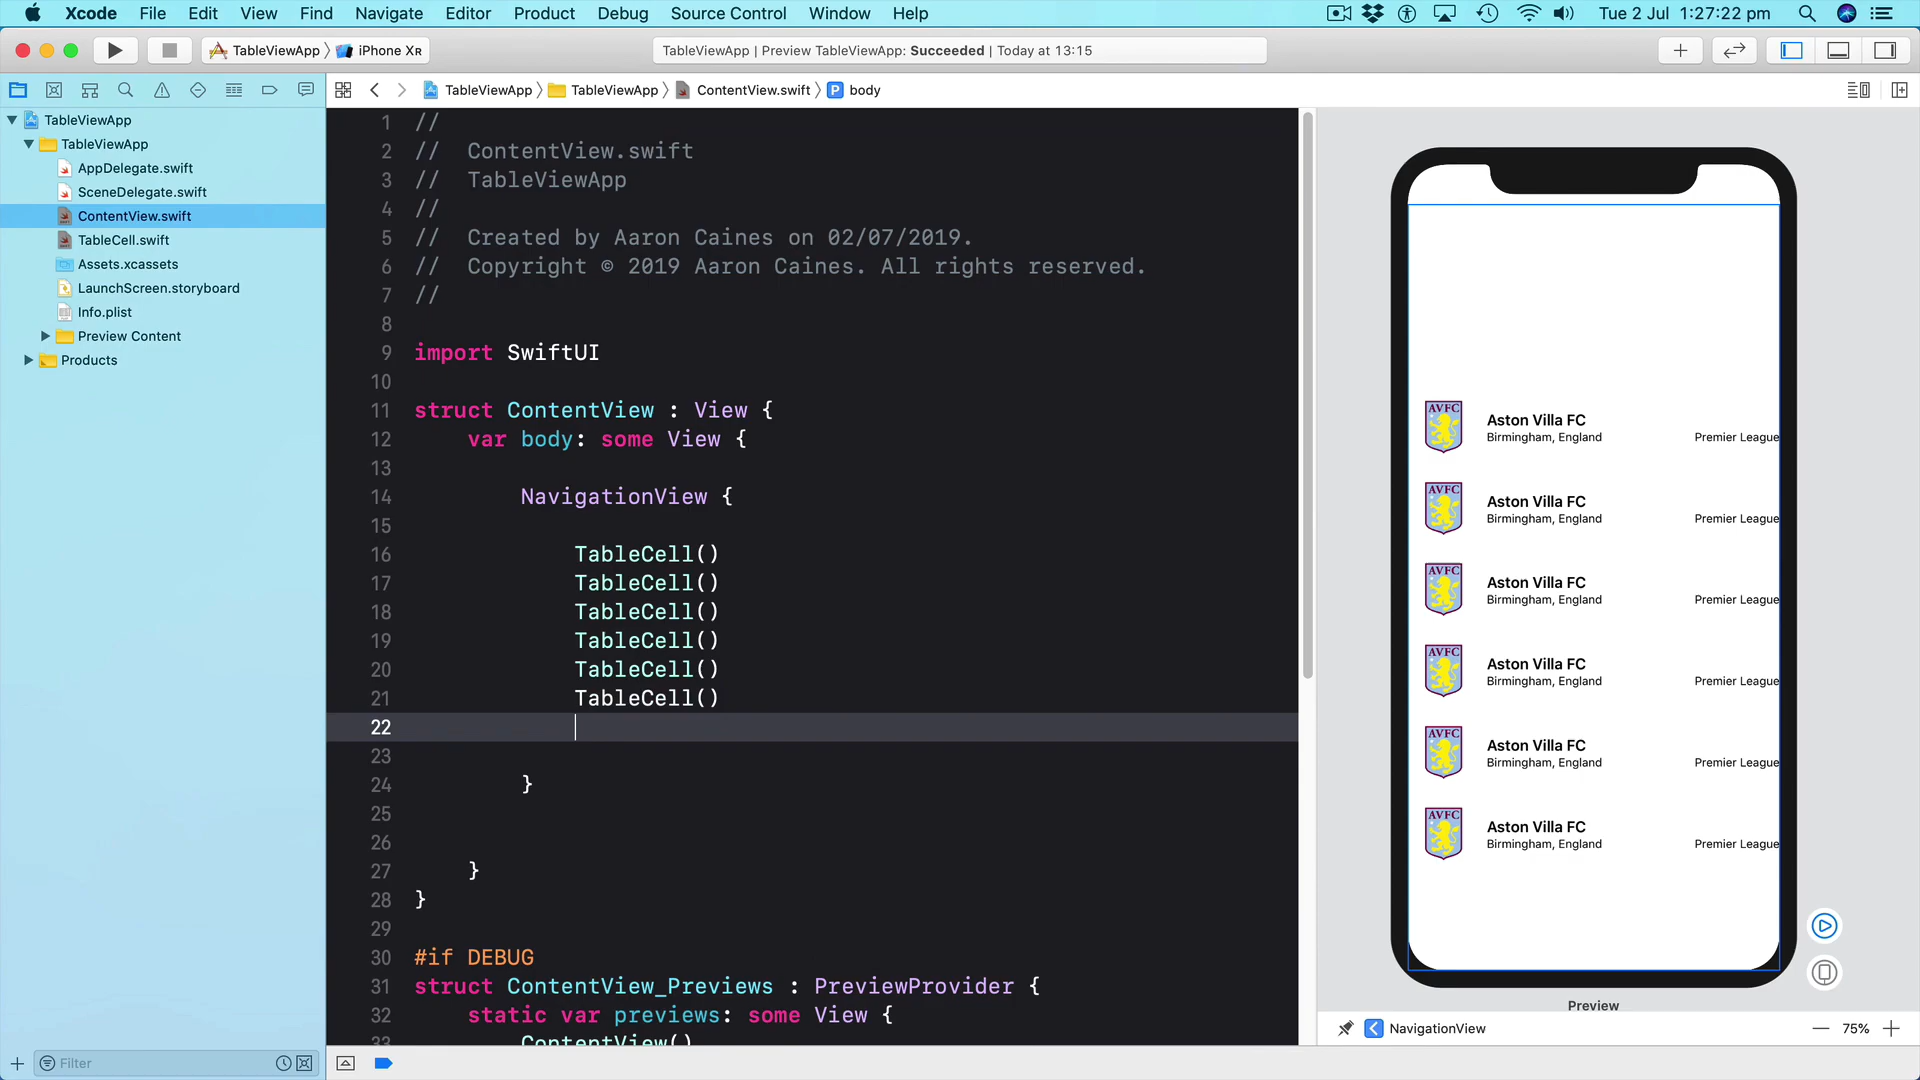 Xcode File Edit View Find Navigate Editor Product Debug Source Control Window Help Tue 2 Jul 1:27:22 pm
TableViewApp iPhone Xʀ
TableViewApp | Preview TableViewApp: Succeeded | Today at 13:15
TableViewApp TableViewApp ContentView.swift P body
TableViewApp
TableViewApp
AppDelegate.swift
SceneDelegate.swift
ContentView.swift
TableCell.swift
Assets.xcassets
LaunchScreen.storyboard
Info.plist
Preview Content
Products
Filter
1 //
2 // ContentView.swift
3 // TableViewApp
4 //
5 // Created by Aaron Caines on 02/07/2019.
6 // Copyright © 2019 Aaron Caines. All rights reserved.
7 //
8
9 import SwiftUI
10
11 struct ContentView : View {
12 var body: some View {
13
14 NavigationView {
15
16 TableCell()
17 TableCell()
18 TableCell()
19 TableCell()
20 TableCell()
21 TableCell()
22
23
24 }
25
26
27 }
28 }
29
30 #if DEBUG
31 struct ContentView_Previews : PreviewProvider {
32 static var previews: some View {
33 ContentView()
AVFC
Aston Villa FC
Birmingham, England Premier League
AVFC
Aston Villa FC
Birmingham, England Premier League
AVFC
Aston Villa FC
Birmingham, England Premier League
AVFC
Aston Villa FC
Birmingham, England Premier League
AVFC
Aston Villa FC
Birmingham, England Premier League
AVFC
Aston Villa FC
Birmingham, England Premier League
Preview
NavigationView 75%